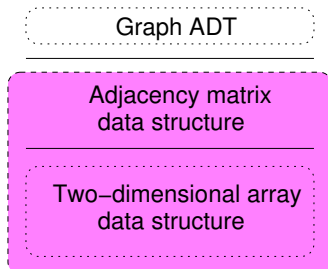 Graph ADT
Adjacency matrix
data structure
Two−dimensional array
data structure